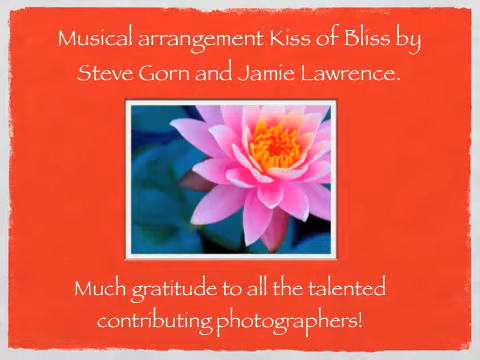 Musical arrangement Kiss of Bliss by
Steve Gorn and Jamie Lawrence.
Much gratitude to all the talented
contributing photographers!